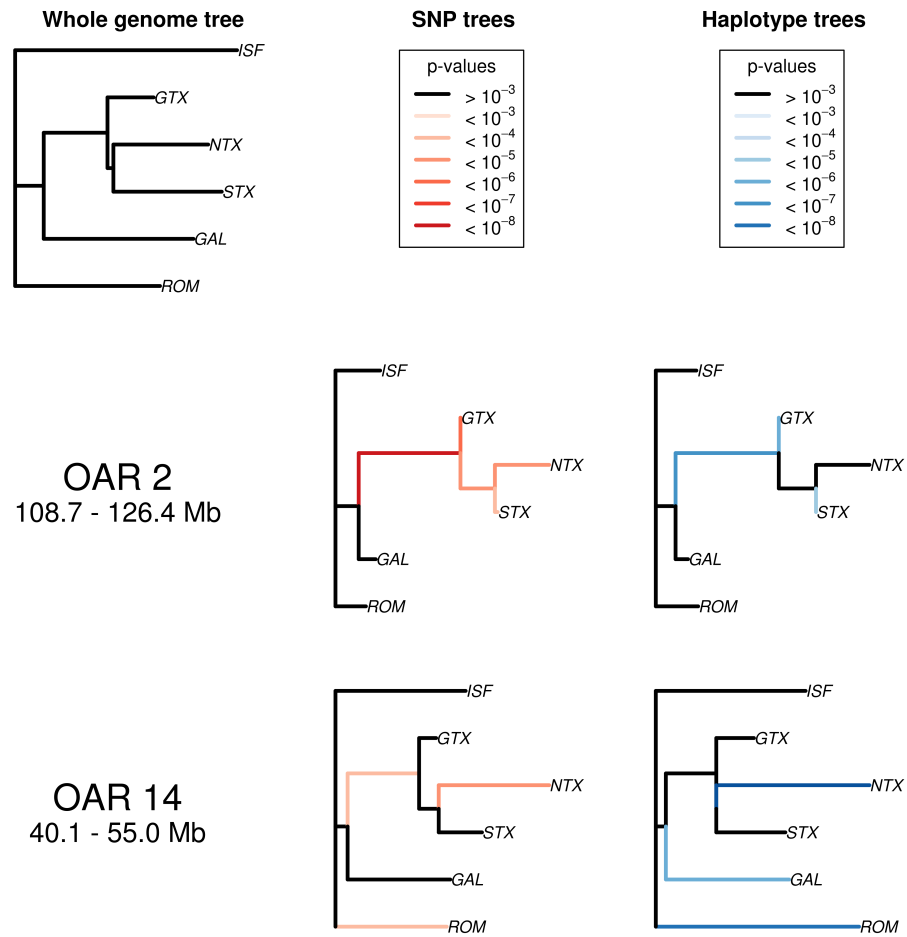 Whole genome tree
SNP trees
Haplotype trees
ISF
GTX
NTX
STX
GAL
ROM
p-values
> 10⁻³
< 10⁻³
< 10⁻⁴
< 10⁻⁵
< 10⁻⁶
< 10⁻⁷
< 10⁻⁸
p-values
> 10⁻³
< 10⁻³
< 10⁻⁴
< 10⁻⁵
< 10⁻⁶
< 10⁻⁷
< 10⁻⁸
OAR 2
108.7 - 126.4 Mb
ISF
GTX
NTX
STX
GAL
ROM
ISF
GTX
NTX
STX
GAL
ROM
OAR 14
40.1 - 55.0 Mb
ISF
GTX
NTX
STX
GAL
ROM
ISF
GTX
NTX
STX
GAL
ROM